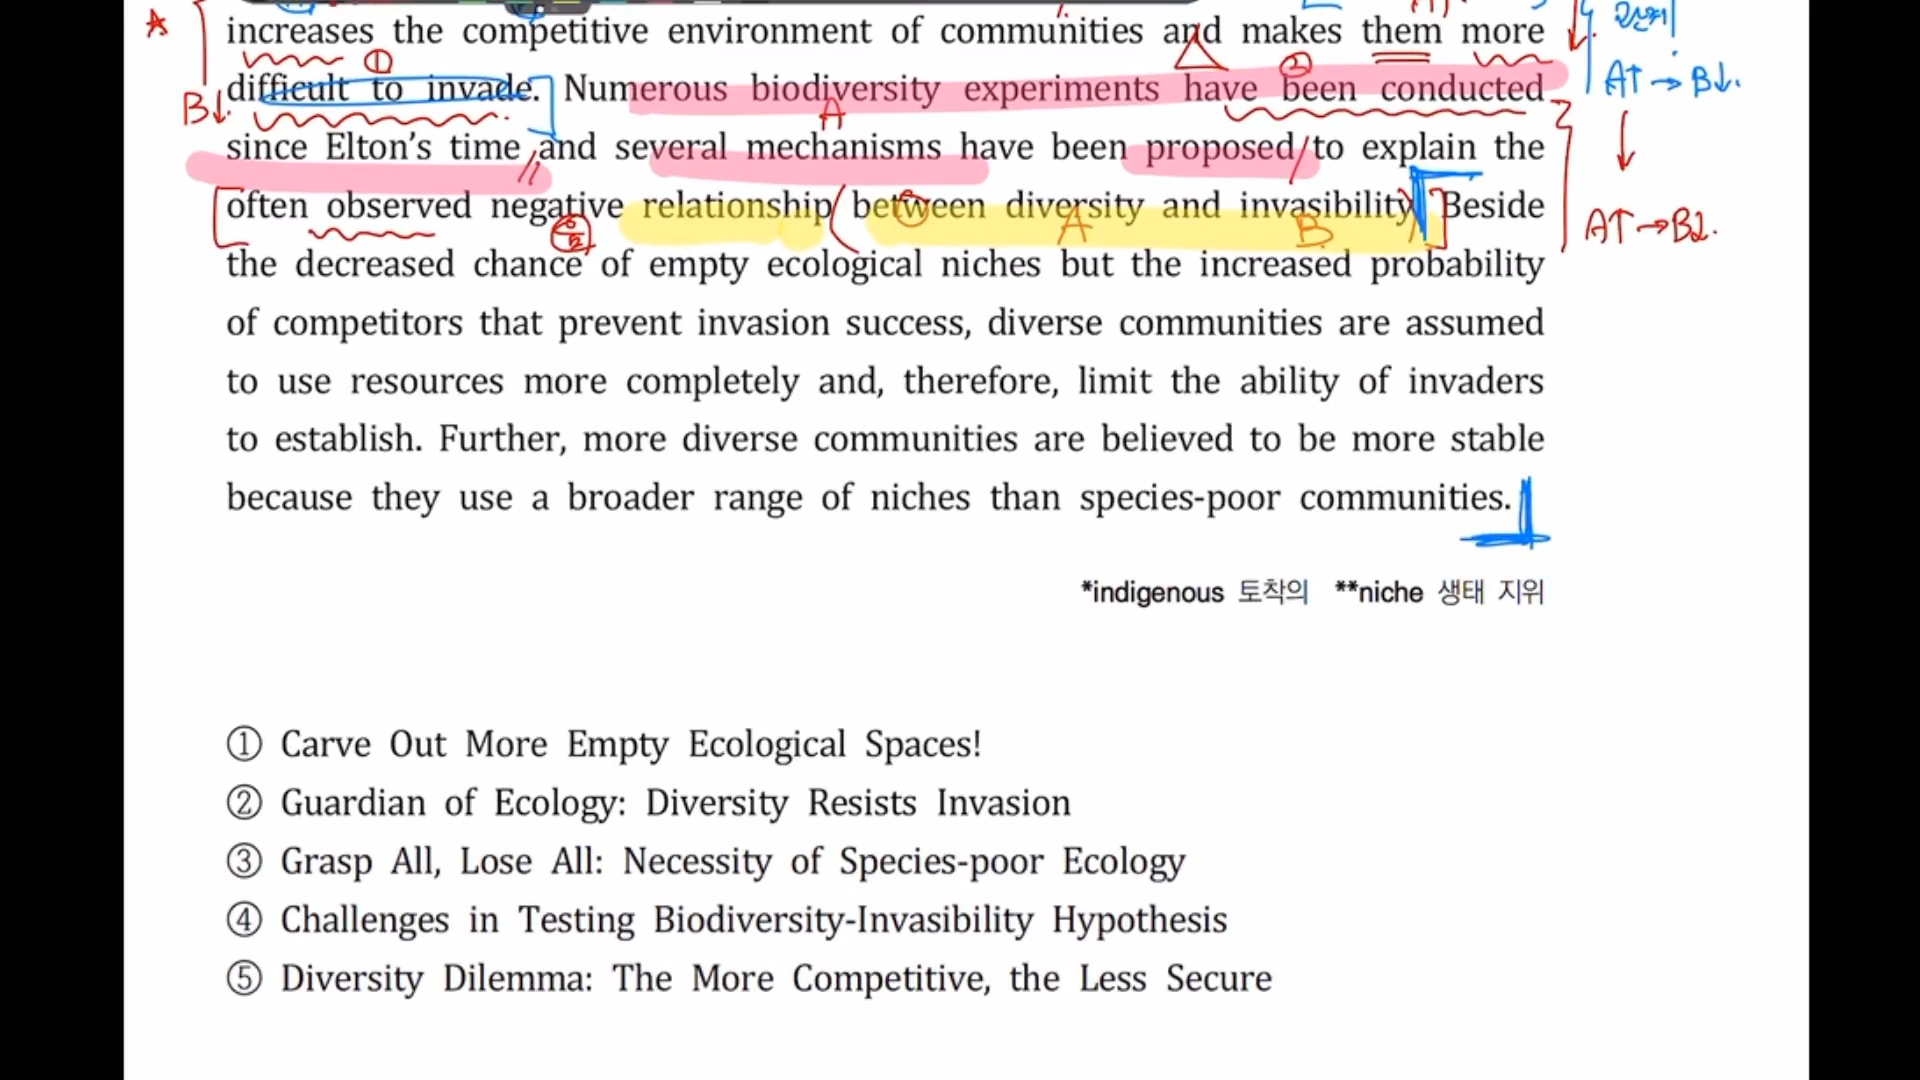 increases the competitive environment of communities and makes them more
difficult to invade. Numerous biodiversity experiments have been conducted
since Elton's time and several mechanisms have been proposed to explain the
often observed negative relationship between diversity and invasibility. Beside
the decreased chance of empty ecological niches but the increased probability
of competitors that prevent invasion success, diverse communities are assumed
to use resources more completely and, therefore, limit the ability of invaders
to establish. Further, more diverse communities are believed to be more stable
because they use a broader range of niches than species-poor communities.
*indigenous 토착의 **niche 생태 지위
① Carve Out More Empty Ecological Spaces!
② Guardian of Ecology: Diversity Resists Invasion
③ Grasp All, Lose All: Necessity of Species-poor Ecology
④ Challenges in Testing Biodiversity-Invasibility Hypothesis
⑤ Diversity Dilemma: The More Competitive, the Less Secure
B↓.
①
②
A
A
B
A↑ → B↓.
↓
A↑ → B↓.